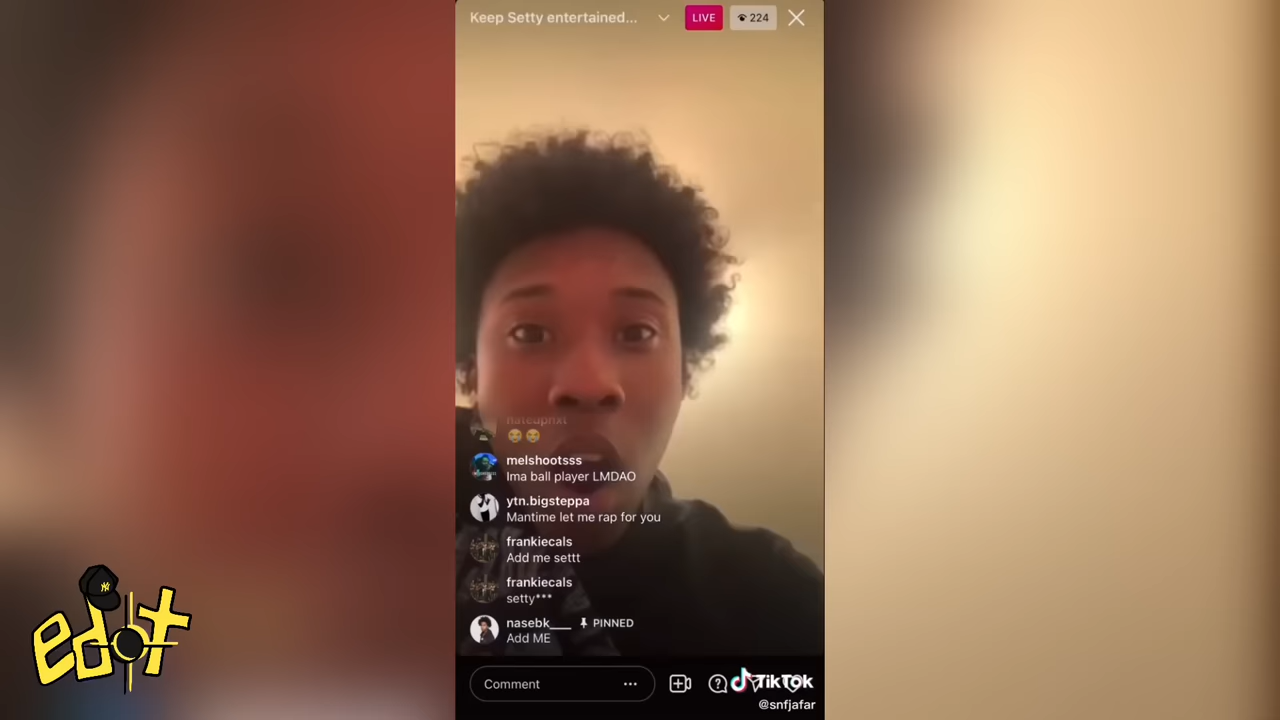 Keep Setty entertained...
LIVE
224
hateuphxt
😂😂
melshootsss
Ima ball player LMDAO
ytn.bigsteppa
Mantime let me rap for you
frankiecals
Add me settt
frankiecals
setty***
nasebk___ PINNED
Add ME
Comment
TikTok
@snfjafar
edot